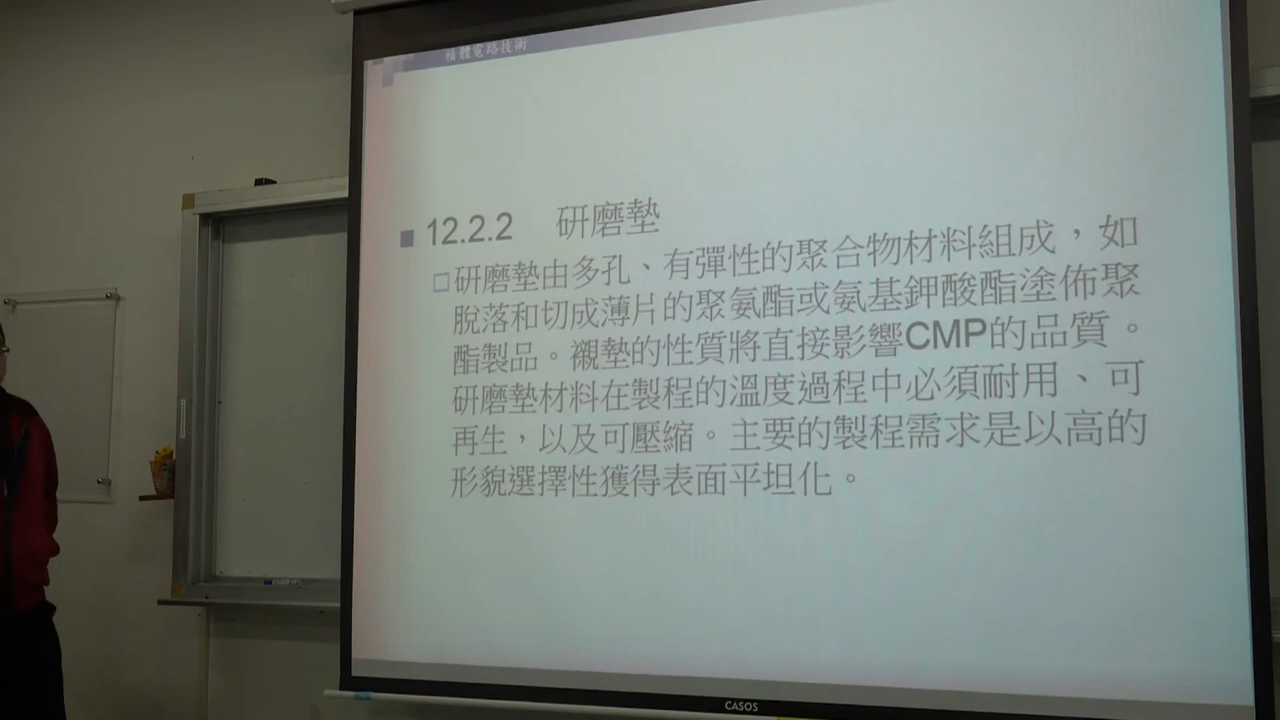 積體電路技術
12.2.2 研磨墊
研磨墊由多孔、有彈性的聚合物材料組成，如
脫落和切成薄片的聚氨酯或氨基鉀酸酯塗佈聚
酯製品。襯墊的性質將直接影響CMP的品質。
研磨墊材料在製程的溫度過程中必須耐用、可
再生，以及可壓縮。主要的製程需求是以高的
形貌選擇性獲得表面平坦化。
CASOS